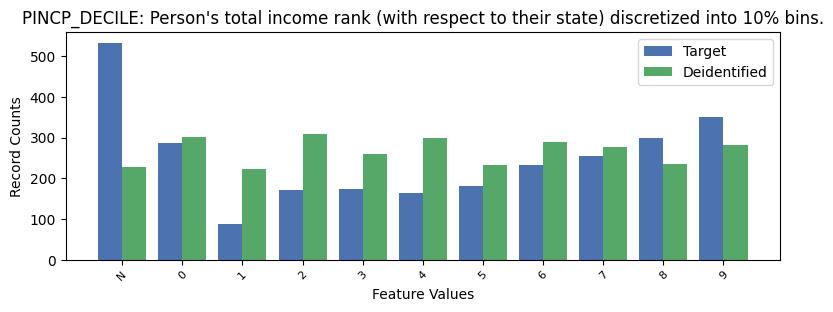 PINCP_DECILE: Person's total income rank (with respect to their state) discretized into 10% bins.
Target
Deidentified
Record Counts
500
400
300
200
100
0
N 0 1 2 3 4 5 6 7 8 9
Feature Values